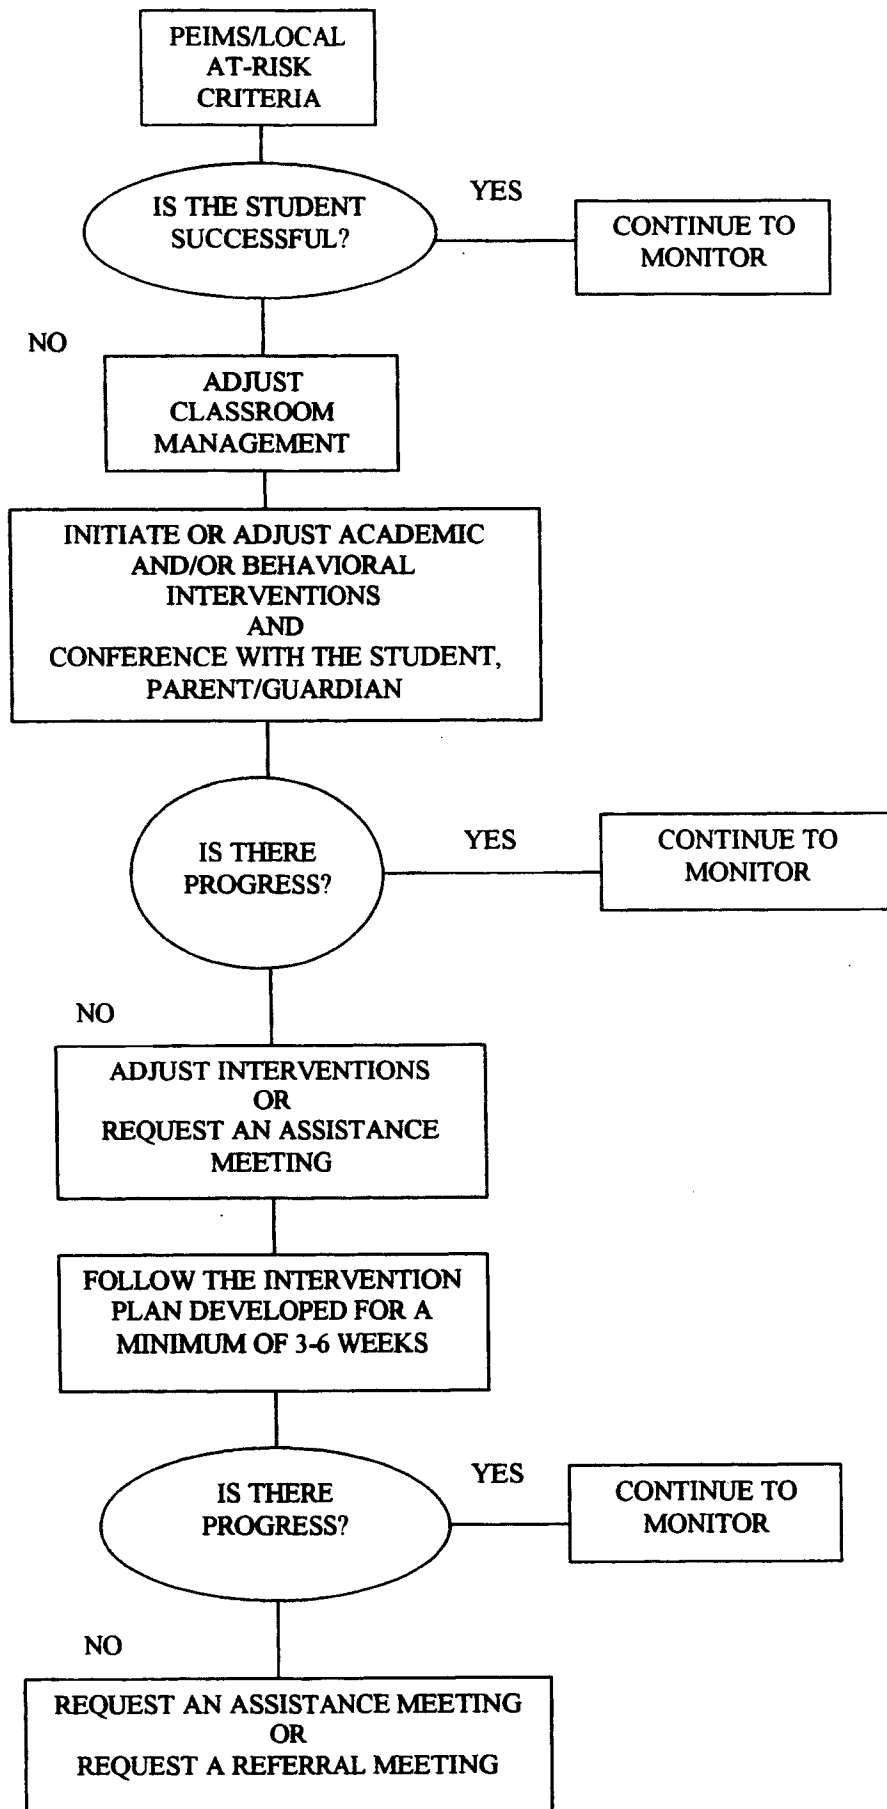 PEIMS/LOCAL
AT-RISK
CRITERIA
IS THE STUDENT
SUCCESSFUL?
YES
CONTINUE TO
MONITOR
NO
ADJUST
CLASSROOM
MANAGEMENT
INITIATE OR ADJUST ACADEMIC
AND/OR BEHAVIORAL
INTERVENTIONS
AND
CONFERENCE WITH THE STUDENT,
PARENT/GUARDIAN
IS THERE
PROGRESS?
YES
CONTINUE TO
MONITOR
NO
ADJUST INTERVENTIONS
OR
REQUEST AN ASSISTANCE
MEETING
FOLLOW THE INTERVENTION
PLAN DEVELOPED FOR A
MINIMUM OF 3-6 WEEKS
IS THERE
PROGRESS?
YES
CONTINUE TO
MONITOR
NO
REQUEST AN ASSISTANCE MEETING
OR
REQUEST A REFERRAL MEETING